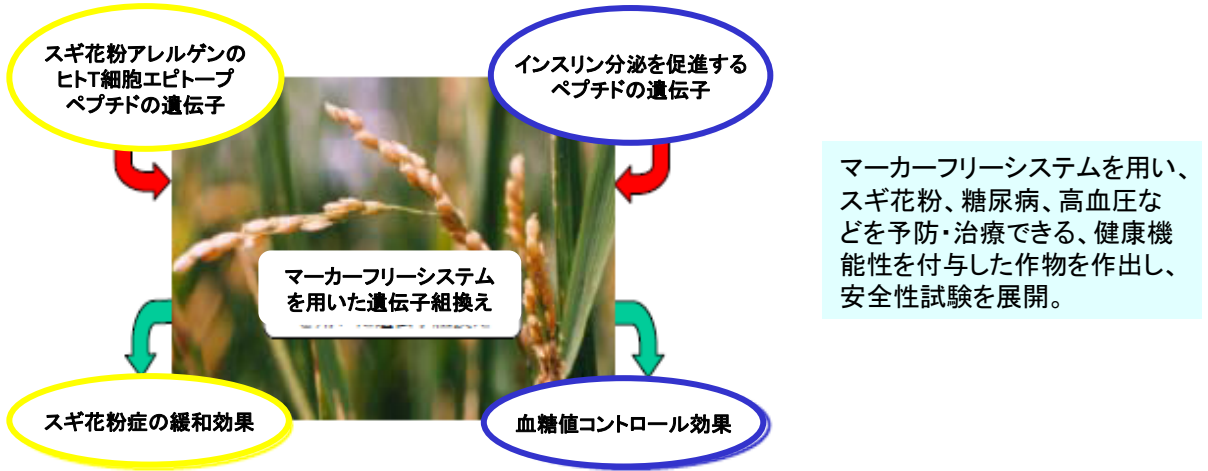 スギ花粉アレルゲンの
ヒトT細胞エピトープ
ペプチドの遺伝子
インスリン分泌を促進する
ペプチドの遺伝子
マーカーフリーシステム
を用いた遺伝子組換え
スギ花粉症の緩和効果
血糖値コントロール効果
マーカーフリーシステムを用い、
スギ花粉、糖尿病、高血圧な
どを予防・治療できる、健康機
能性を付与した作物を作出し、
安全性試験を展開。